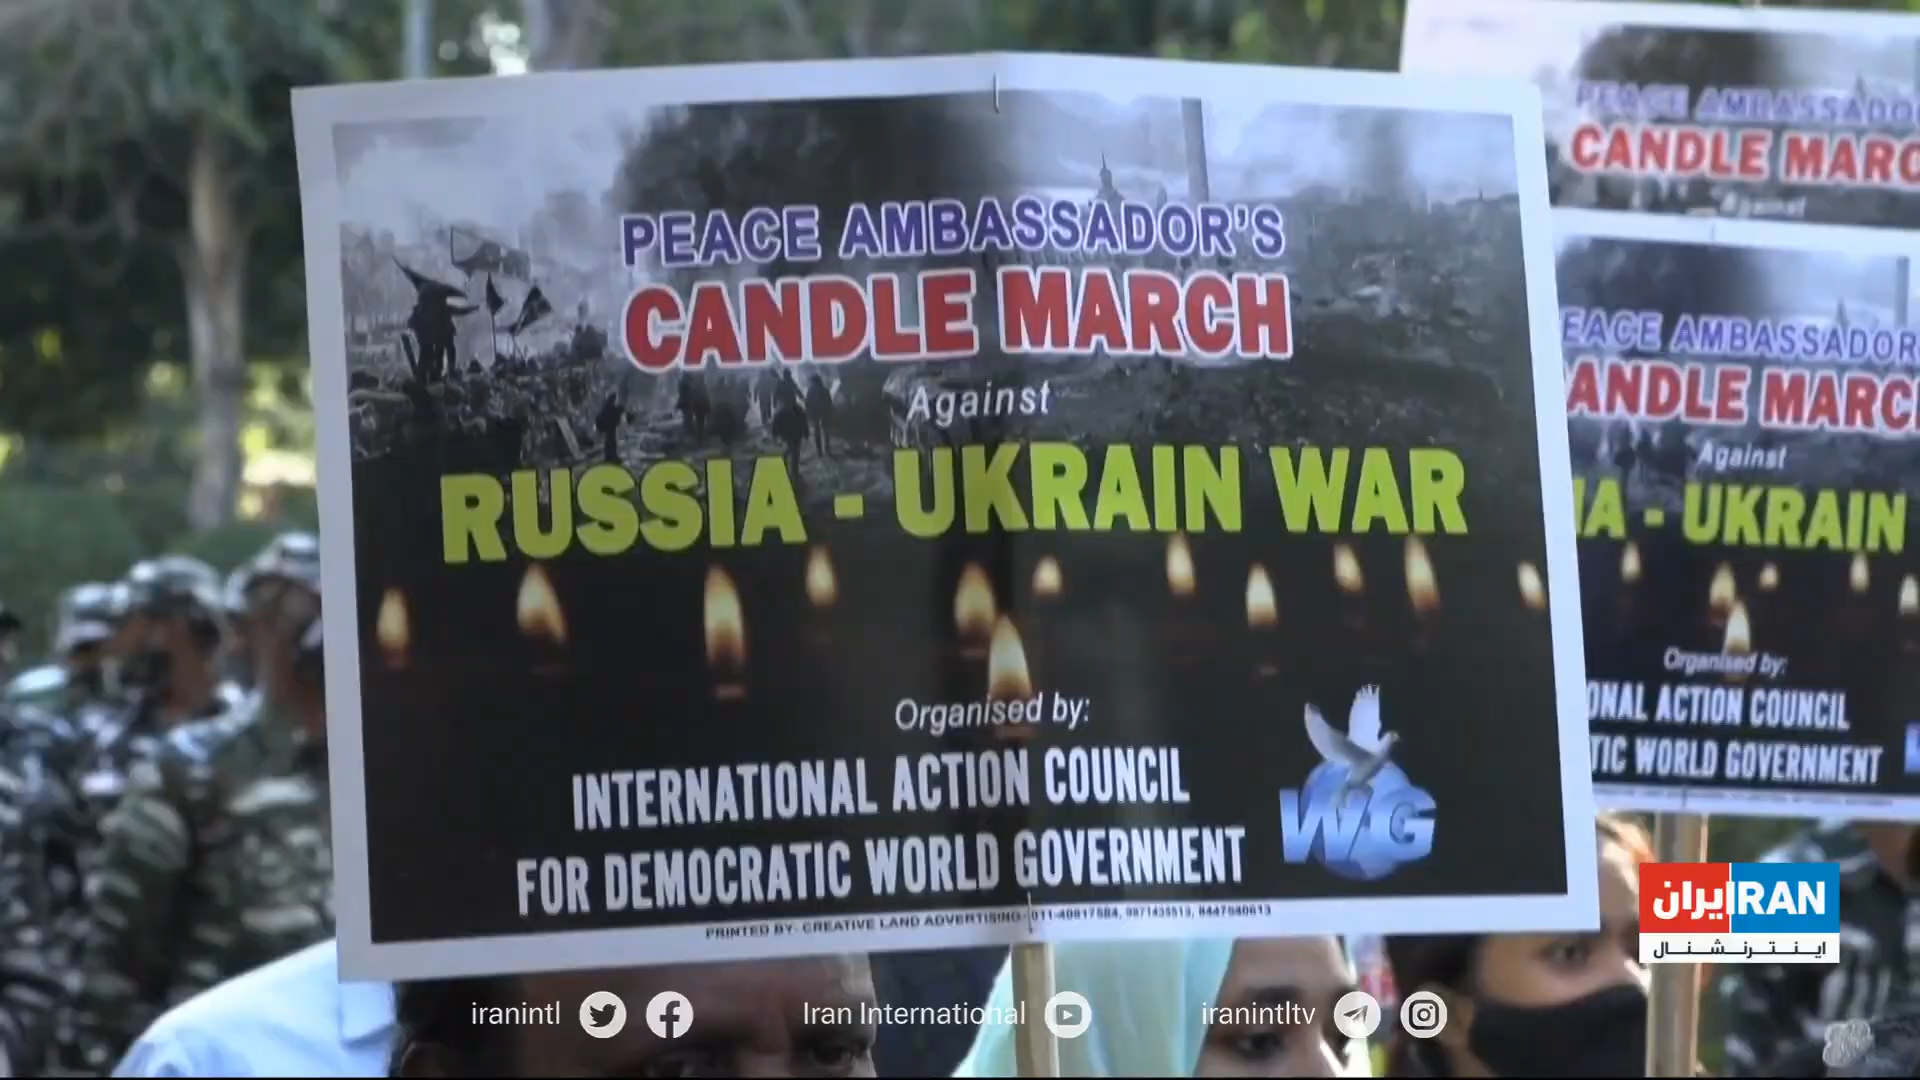 PEACE AMBASSADOR'S
CANDLE MARCH
Against
RUSSIA - UKRAIN WAR
Organised by:
INTERNATIONAL ACTION COUNCIL
FOR DEMOCRATIC WORLD GOVERNMENT
WG
PRINTED BY- CREATIVE LAND ADVERTISING-
PEACE AMBASSADO
CANDLE MARC
Against
EACE AMBASSADOR
ANDLE MARC
Against
IA - UKRAIN
Organised by:
ONAL ACTION COUNCIL
TIC WORLD GOVERNMENT
ایران IRAN
اینترنشنال
iranintl
Iran International
iranintltv